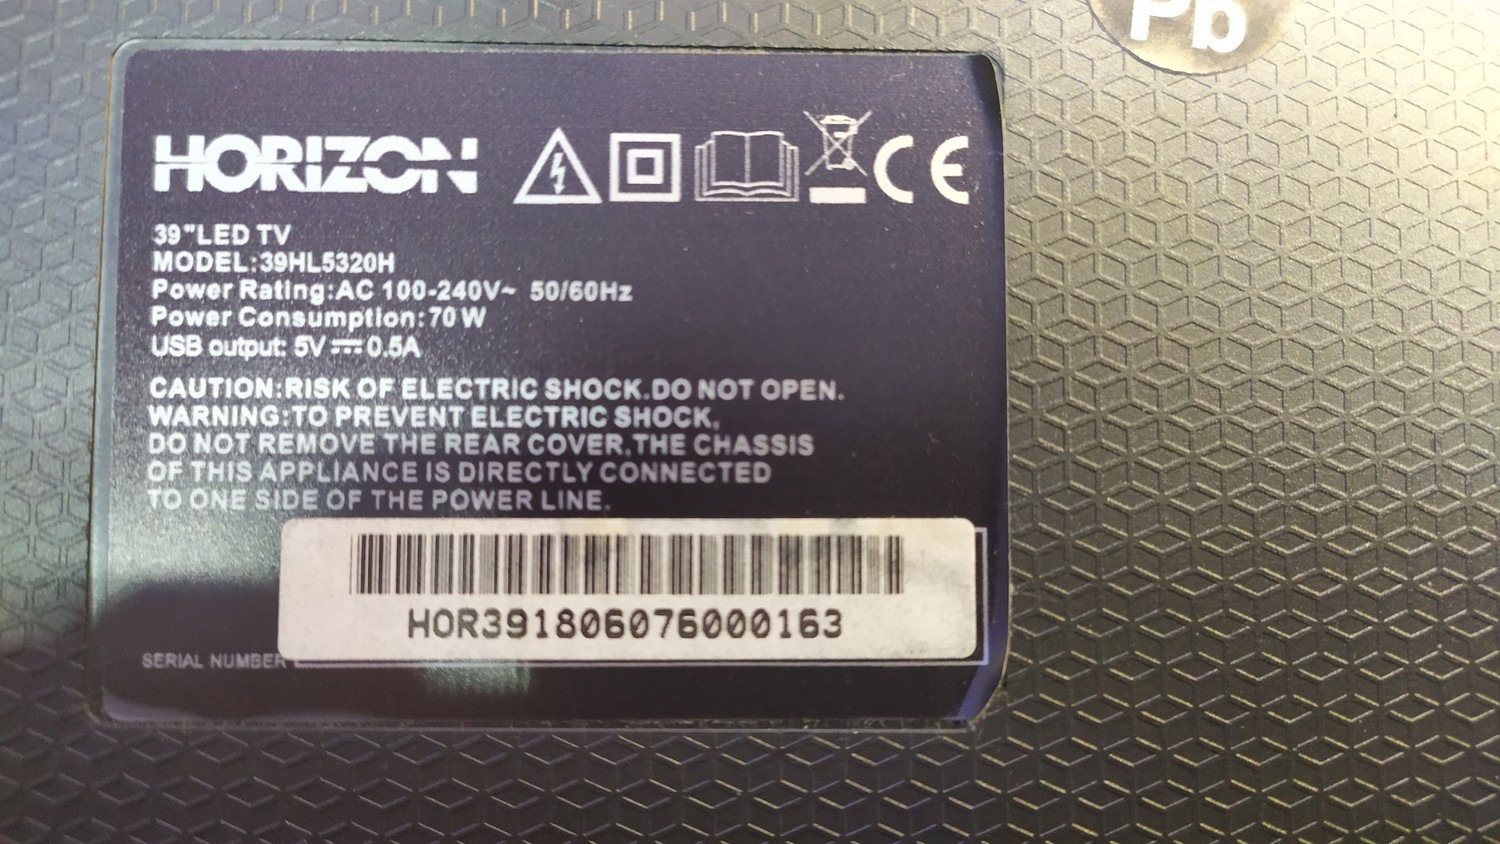 Pb
HORIZON CE
39"LED TV
MODEL:39HL5320H
Power Rating:AC 100-240V~ 50/60Hz
Power Consumption:70W
USB output: 5V⎓0.5A
CAUTION:RISK OF ELECTRIC SHOCK.DO NOT OPEN.
WARNING:TO PREVENT ELECTRIC SHOCK,
DO NOT REMOVE THE REAR COVER,THE CHASSIS
OF THIS APPLIANCE IS DIRECTLY CONNECTED
TO ONE SIDE OF THE POWER LINE.
HOR391806076000163
SERIAL NUMBER